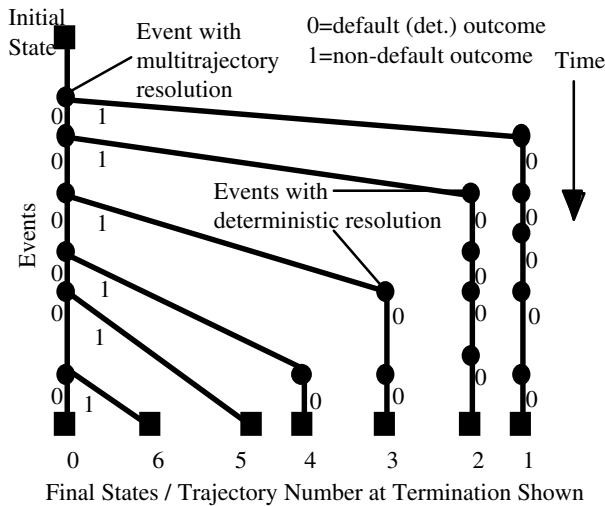 Initial
State
Event with
multitrajectory
resolution
0=default (det.) outcome
1=non-default outcome
Time
0 1
0 1 0
Events with
deterministic resolution
0 1 0 0
Events
0 1 0 0
0 1 0 0 0
0 1 0 0 0 0
0 6 5 4 3 2 1
Final States / Trajectory Number at Termination Shown